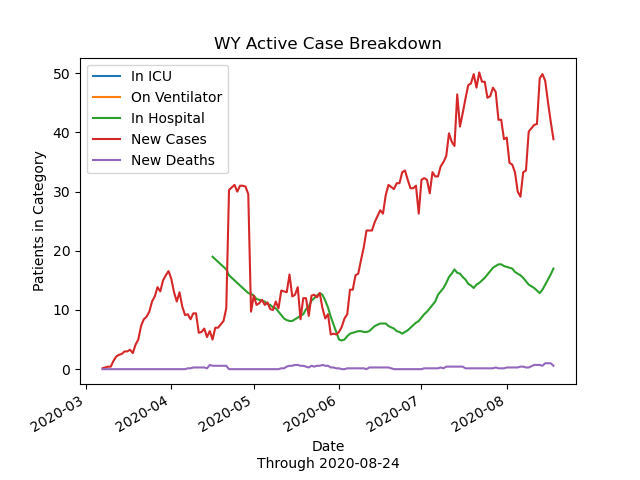 WY Active Case Breakdown
In ICU
On Ventilator
In Hospital
New Cases
New Deaths
Patients in Category
50
40
30
20
10
0
2020-03
2020-04
2020-05
2020-06
2020-07
2020-08
Date
Through 2020-08-24